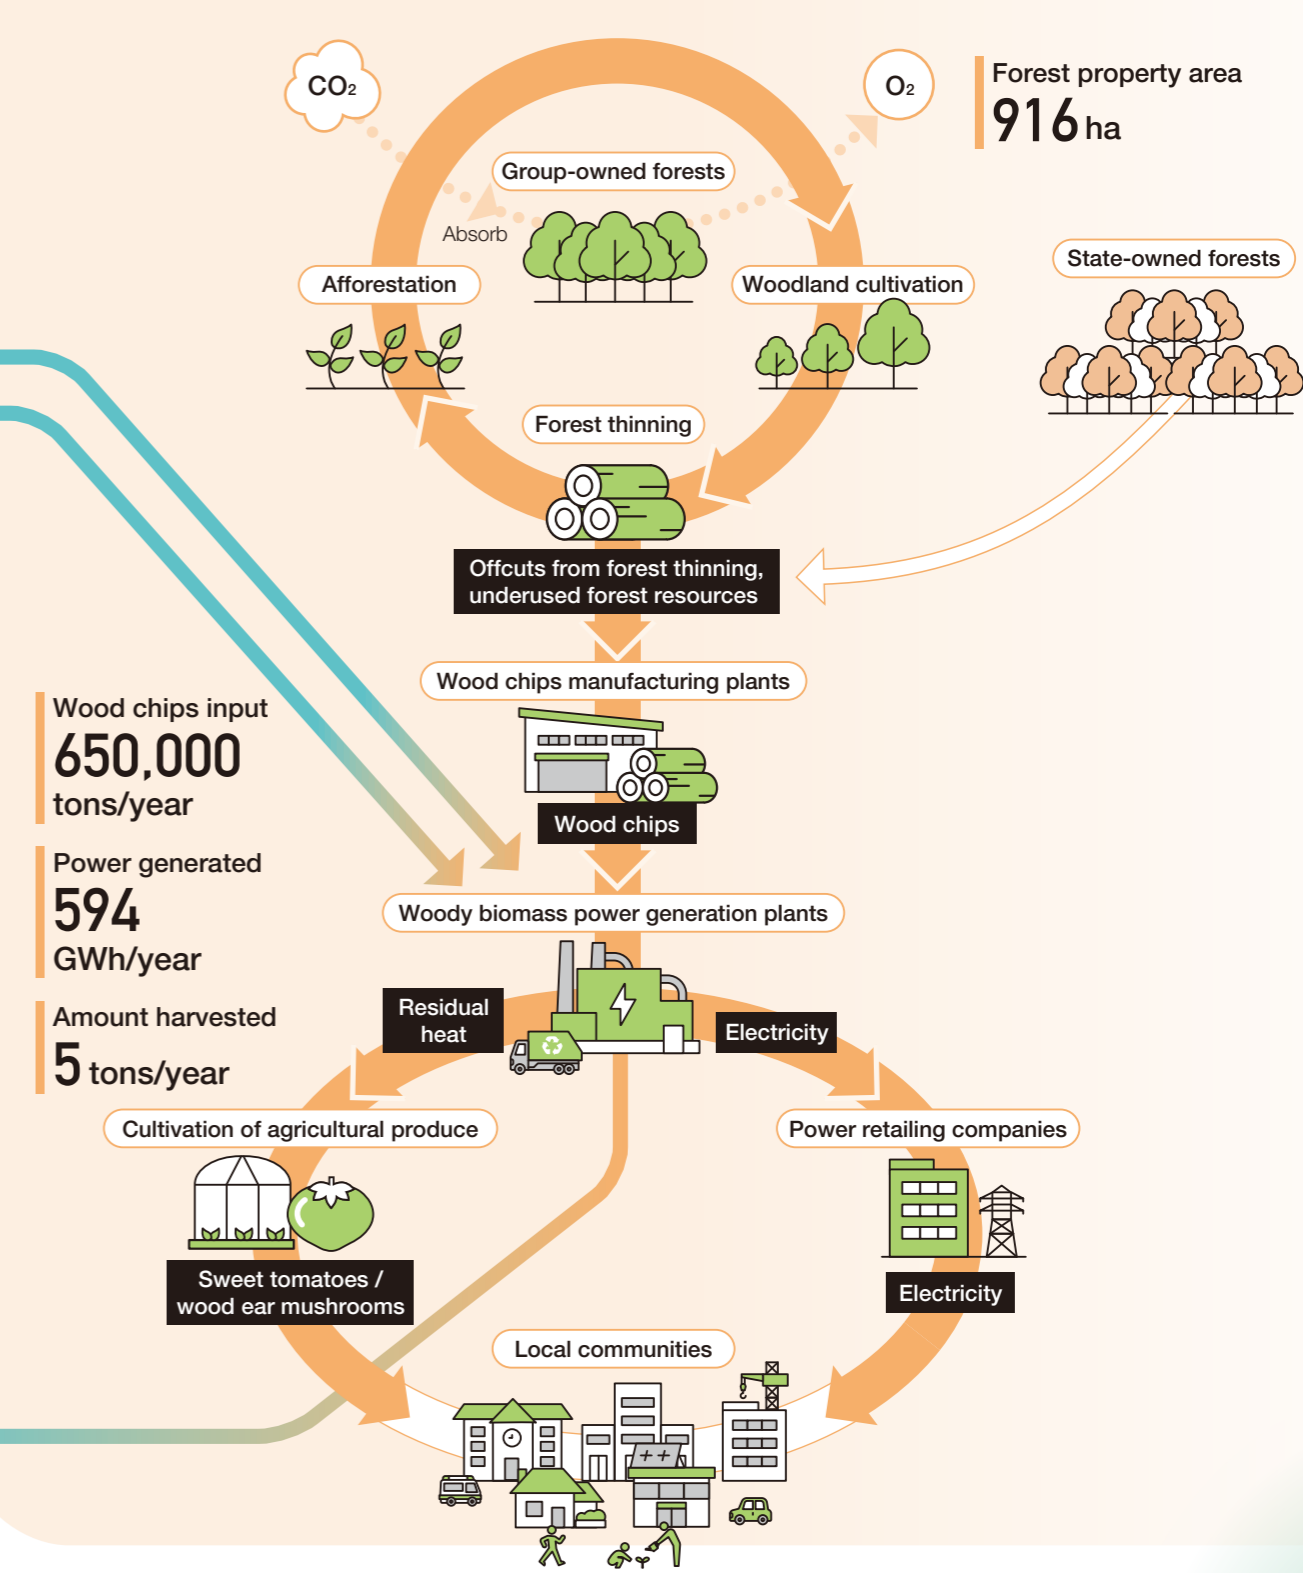 CO₂
O₂
Forest property area
916 ha
Group-owned forests
Absorb
State-owned forests
Afforestation
Woodland cultivation
Forest thinning
Offcuts from forest thinning,
underused forest resources
Wood chips manufacturing plants
Wood chips input
650,000
tons/year
Wood chips
Power generated
594
GWh/year
Woody biomass power generation plants
Residual
heat
Electricity
Amount harvested
5 tons/year
Cultivation of agricultural produce
Power retailing companies
Sweet tomatoes /
wood ear mushrooms
Electricity
Local communities